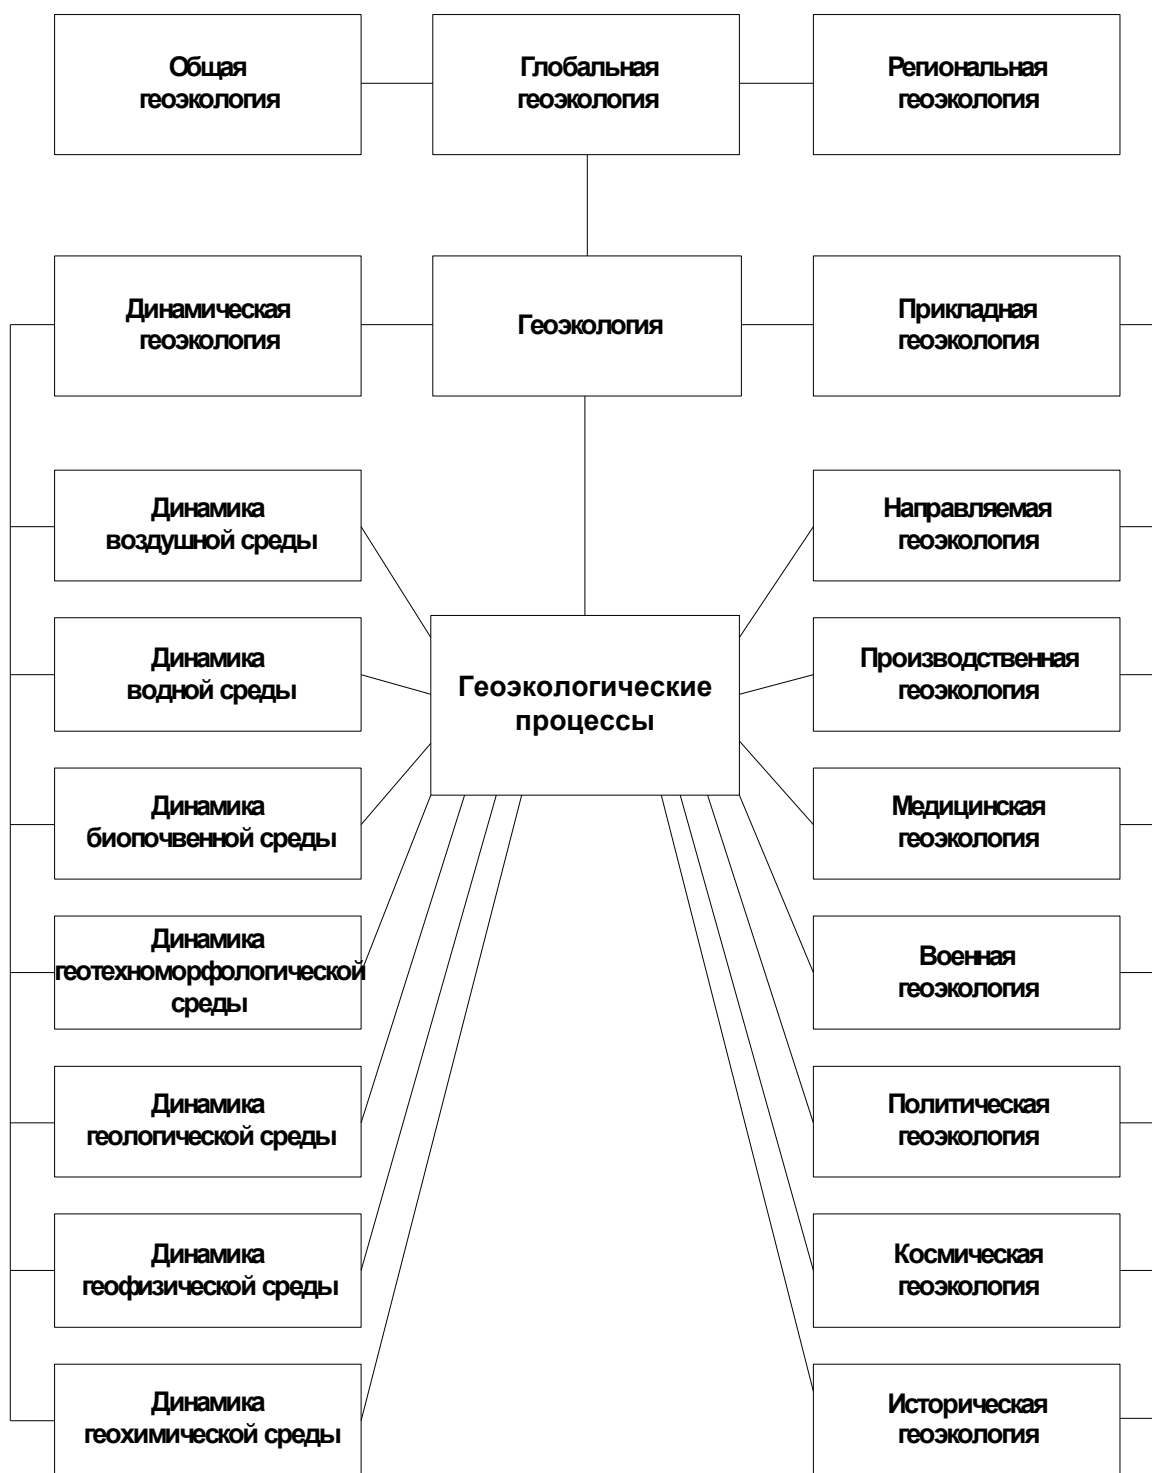 Общая
геоэкология
Глобальная
геоэкология
Региональная
геоэкология
Динамическая
геоэкология
Геоэкология
Прикладная
геоэкология
Динамика
воздушной среды
Направляемая
геоэкология
Динамика
водной среды
Геоэкологические
процессы
Производственная
геоэкология
Динамика
биопочвенной среды
Медицинская
геоэкология
Динамика
геотехноморфологической
среды
Военная
геоэкология
Динамика
геологической среды
Политическая
геоэкология
Динамика
геофизической среды
Космическая
геоэкология
Динамика
геохимической среды
Историческая
геоэкология